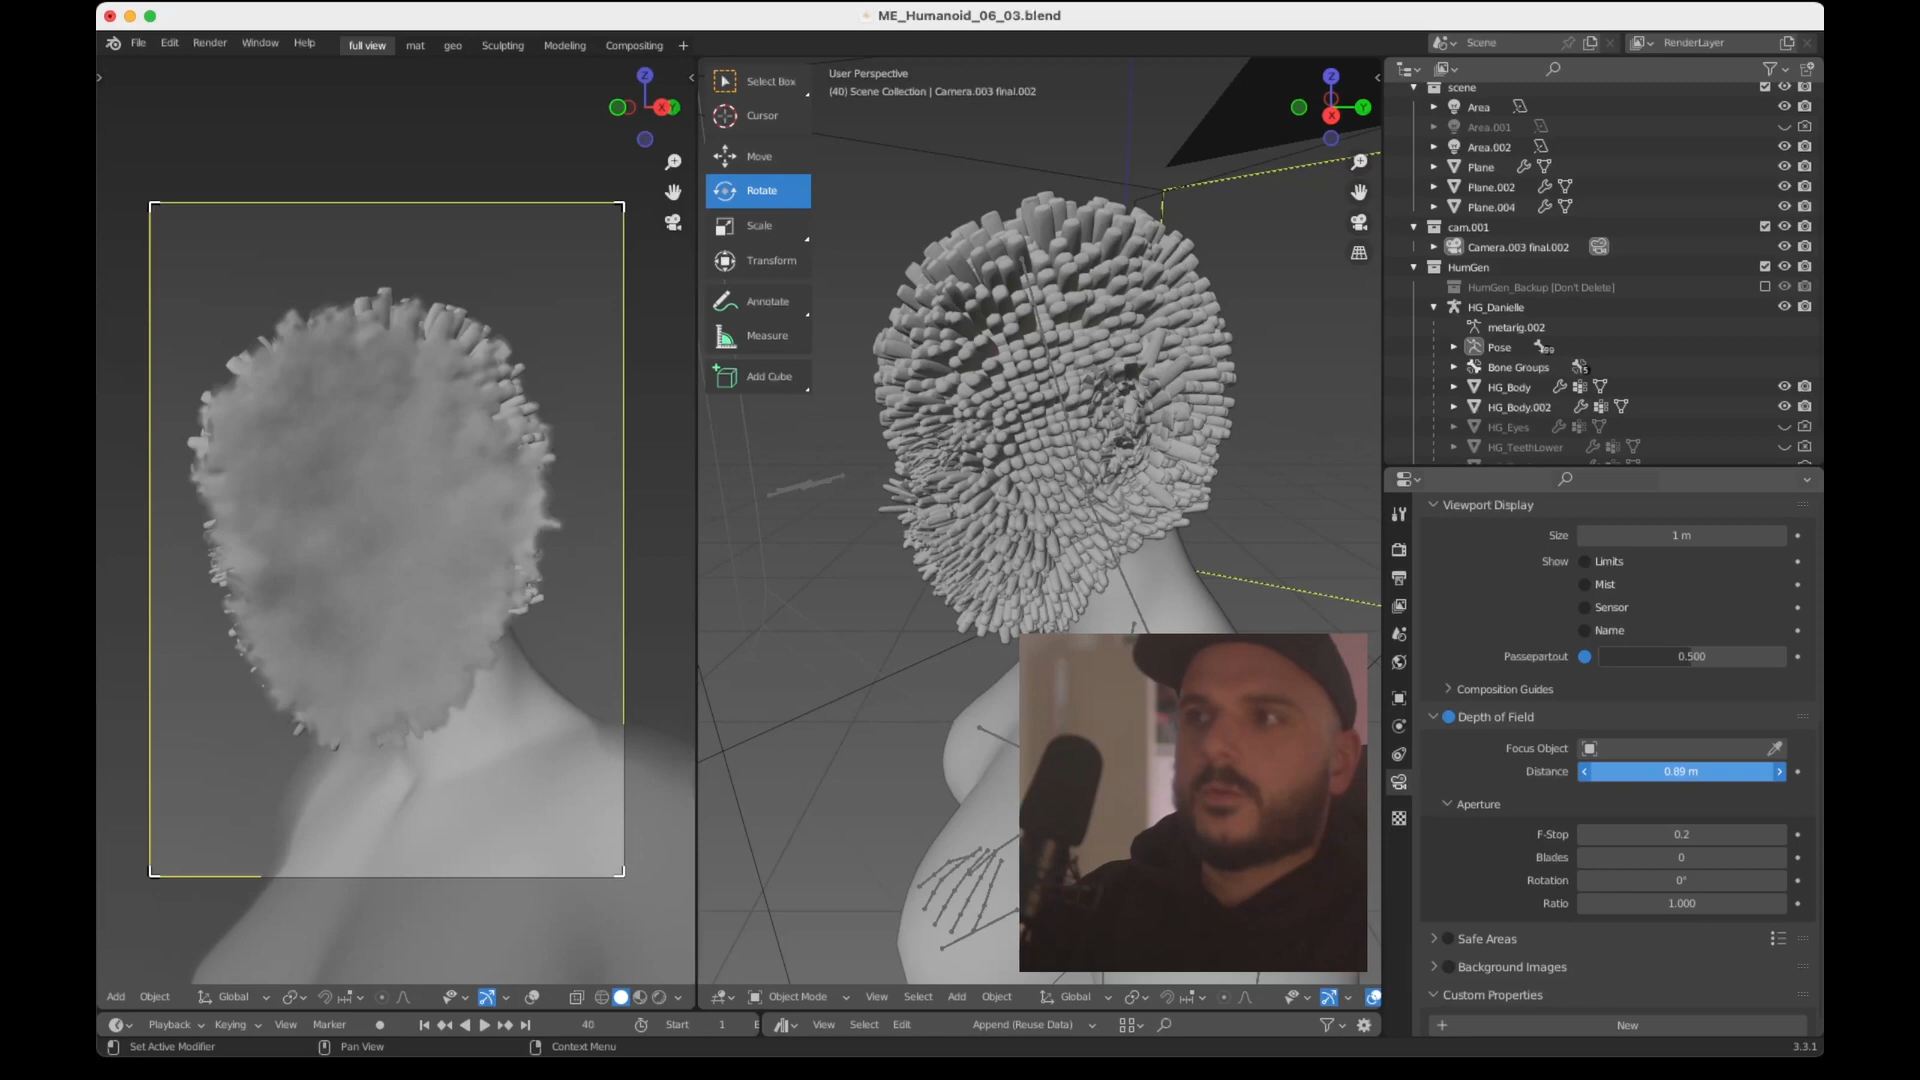 ME_Humanoid_06_03.blend
File Edit Render Window Help full view mat geo Sculpting Modeling Compositing +
Scene RenderLayer
Select Box
Cursor
Move
Rotate
Scale
Transform
Annotate
Measure
Add Cube
User Perspective
(40) Scene Collection | Camera.003 final.002
Z
X
Y
Z
Y
X
scene
Area
Area.001
Area.002
Plane
Plane.002
Plane.004
cam.001
Camera.003 final.002
HumGen
HumGen_Backup [Don't Delete]
HG_Danielle
metarig.002
Pose
Bone Groups
HG_Body
HG_Body.002
HG_Eyes
HG_TeethLower
Viewport Display
Size 1 m
Show Limits
Mist
Sensor
Name
Passepartout 0.500
Composition Guides
Depth of Field
Focus Object
Distance 0.89 m
Aperture
F-Stop 0.2
Blades 0
Rotation 0°
Ratio 1.000
Safe Areas
Background Images
Custom Properties
+ New
Add Object Global
Object Mode View Select Add Object Global
Playback Keying View Marker 40 Start 1 E
View Select Edit Append (Reuse Data)
Set Active Modifier Pan View Context Menu 3.3.1